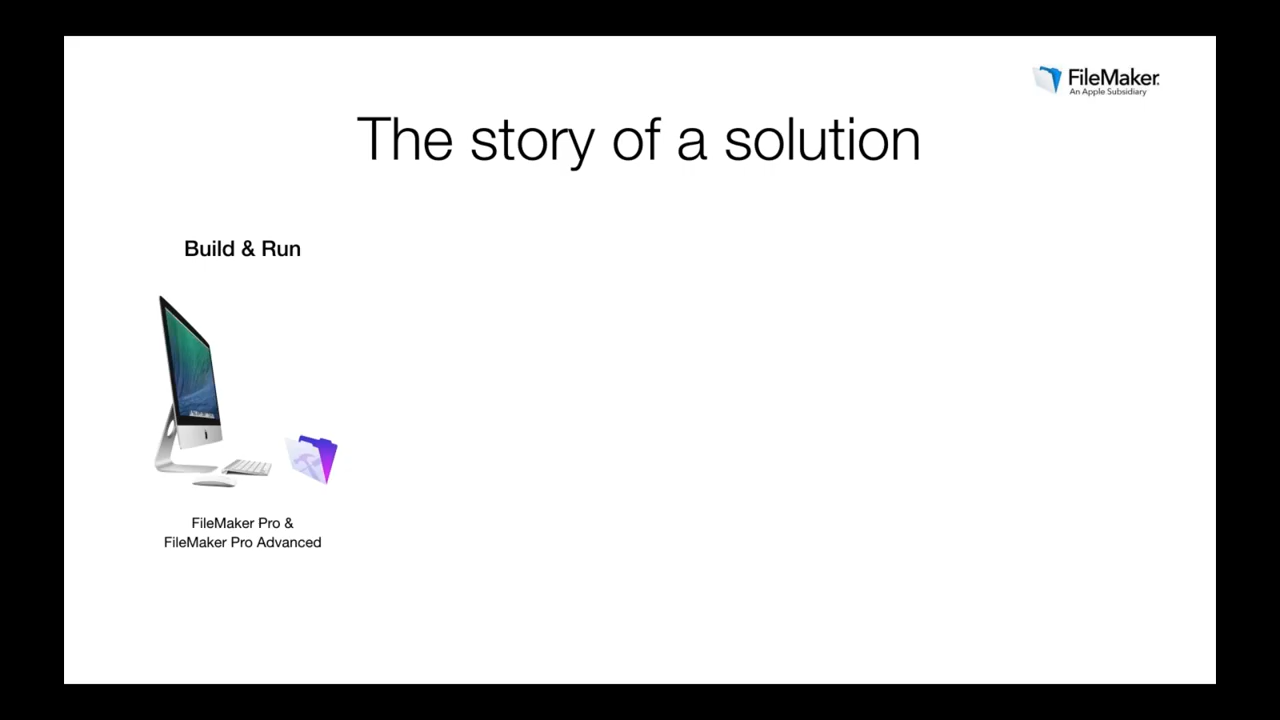 FileMaker
An Apple Subsidiary
The story of a solution
Build & Run
FileMaker Pro &
FileMaker Pro Advanced